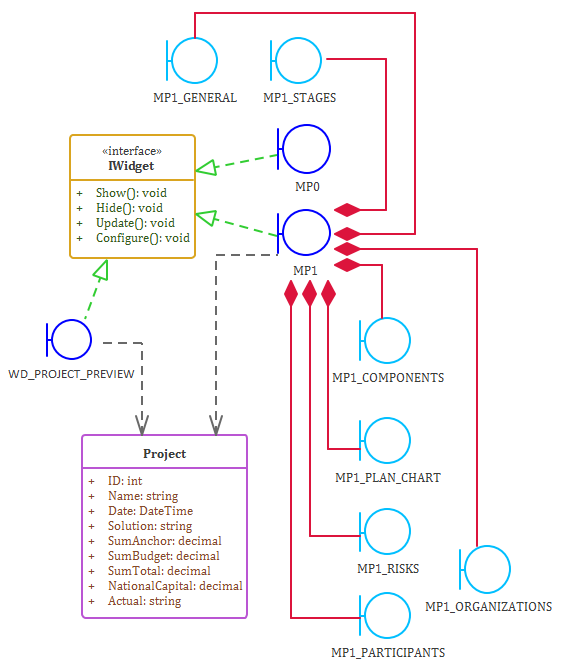 MP1_GENERAL
MP1_STAGES
«interface»
IWidget
+ Show(): void
+ Hide(): void
+ Update(): void
+ Configure(): void
MP0
MP1
WD_PROJECT_PREVIEW
MP1_COMPONENTS
Project
+ ID: int
+ Name: string
+ Date: DateTime
+ Solution: string
+ SumAnchor: decimal
+ SumBudget: decimal
+ SumTotal: decimal
+ NationalCapital: decimal
+ Actual: string
MP1_PLAN_CHART
MP1_RISKS
MP1_ORGANIZATIONS
MP1_PARTICIPANTS